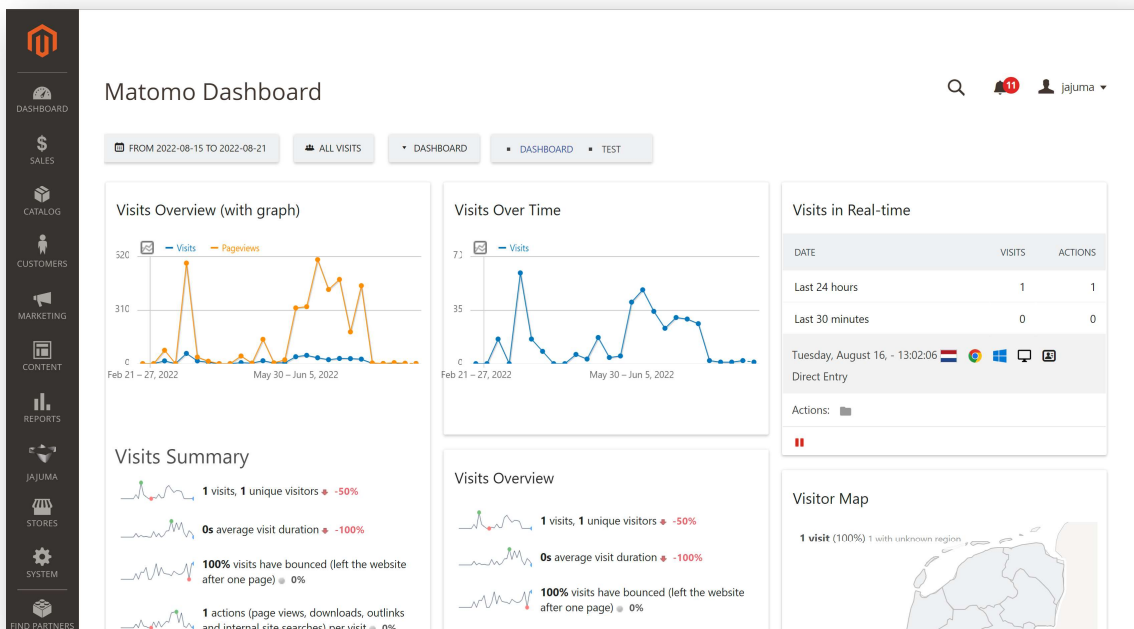 Matomo Dashboard
11
jajuma
DASHBOARD
SALES
CATALOG
CUSTOMERS
MARKETING
CONTENT
REPORTS
JAJUMA
STORES
SYSTEM
FIND PARTNERS
FROM 2022-08-15 TO 2022-08-21
ALL VISITS
DASHBOARD
DASHBOARD
TEST
Visits Overview (with graph)
Visits Pageviews
520
310
0
Feb 21 – 27, 2022 May 30 – Jun 5, 2022
Visits Summary
1 visits, 1 unique visitors -50%
0s average visit duration -100%
100% visits have bounced (left the website
after one page) 0%
1 actions (page views, downloads, outlinks
and internal site searches) per visit 0%
Visits Over Time
Visits
35
0
Feb 21 – 27, 2022 May 30 – Jun 5, 2022
Visits Overview
1 visits, 1 unique visitors -50%
0s average visit duration -100%
100% visits have bounced (left the website
after one page) 0%
Visits in Real-time
DATE VISITS ACTIONS
Last 24 hours 1 1
Last 30 minutes 0 0
Tuesday, August 16, - 13:02:06
Direct Entry
Actions:
Visitor Map
1 visit (100%) 1 with unknown region